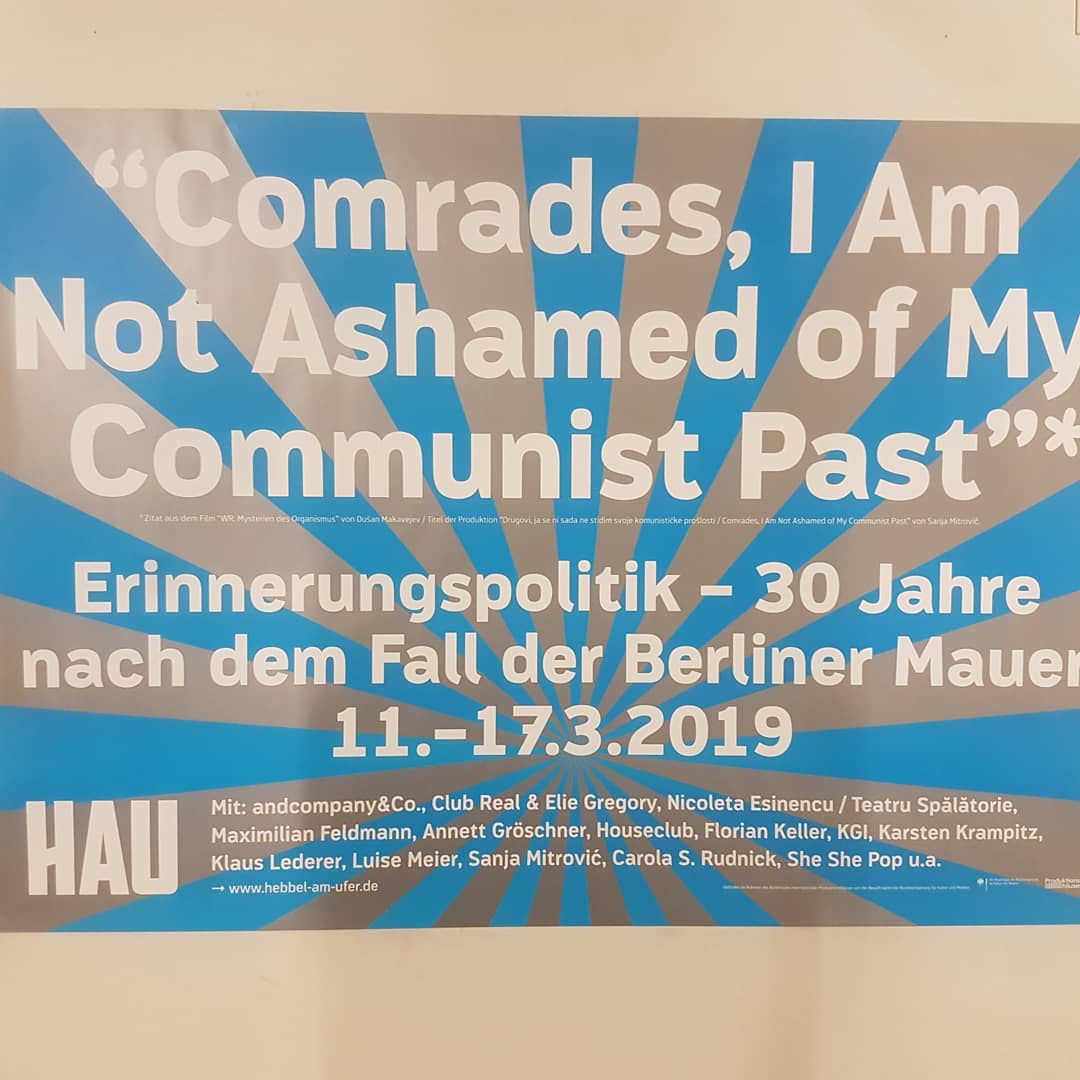 “Comrades, I Am
Not Ashamed of My
Communist Past”*
* Zitat aus dem Film “WR: Mysterien des Organismus” von Dušan Makavejev / Titel der Produktion “Drugovi, ja se ni sada ne stidim svoje komunističke prošlosti / Comrades, I Am Not Ashamed of My Communist Past” von Sanja Mitrović.
Erinnerungspolitik – 30 Jahre
nach dem Fall der Berliner Mauer
11.–17.3.2019
HAU
Mit: andcompany&Co., Club Real & Elie Gregory, Nicoleta Esinencu / Teatru Spălătorie,
Maximilian Feldmann, Annett Gröschner, Houseclub, Florian Keller, KGI, Karsten Krampitz,
Klaus Lederer, Luise Meier, Sanja Mitrović, Carola S. Rudnick, She She Pop u.a.
→ www.hebbel-am-ufer.de